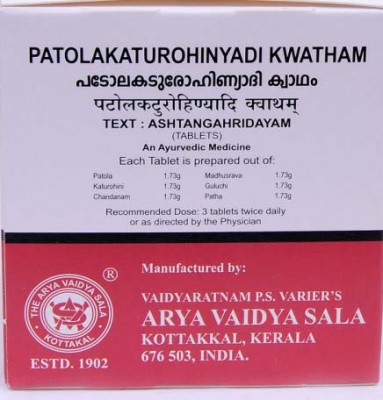 PATOLAKATUROHINYADI KWATHAM
പടോലകടുരോഹിണ്യാദി ക്വാഥം
पटोलकटुरोहिण्यादि क्वाथम्
TEXT : ASHTANGAHRIDAYAM
(TABLETS)
An Ayurvedic Medicine
Each Tablet is prepared out of:
Patola 1.73g Madhusrava 1.73g
Katurohini 1.73g Guluchi 1.73g
Chandanam 1.73g Patha 1.73g
Recommended Dose: 3 tablets twice daily
or as directed by the Physician
THE ARYA VAIDYA SALA
KOTTAKKAL
®
ESTD. 1902
Manufactured by:
VAIDYARATNAM P.S. VARIER'S
ARYA VAIDYA SALA
KOTTAKKAL, KERALA
676 503, INDIA.